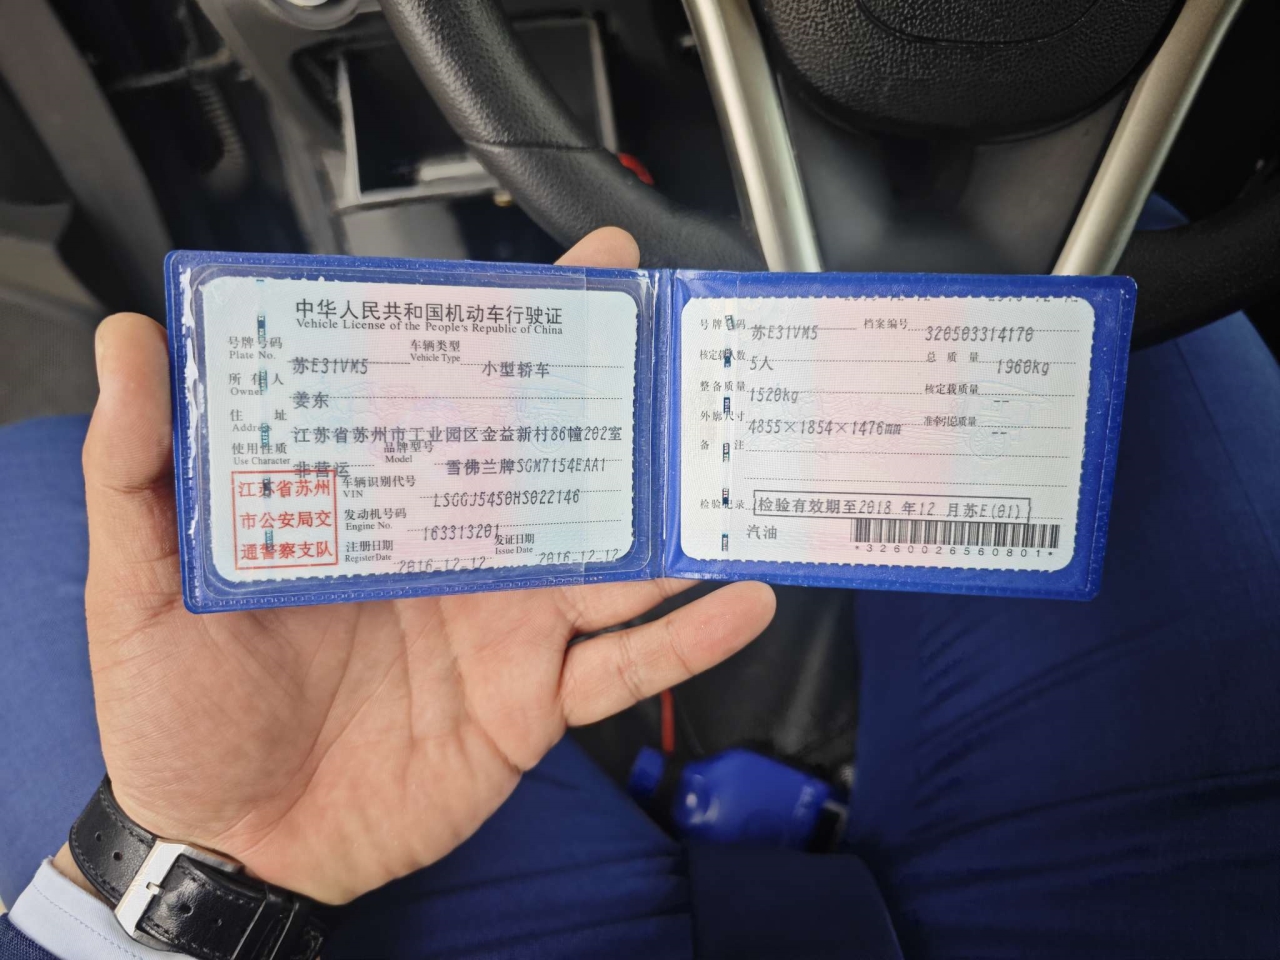 中华人民共和国机动车行驶证
Vehicle License of the People's Republic of China
号牌号码 苏E31VM5 车辆类型 小型轿车
Plate No. Vehicle Type
所有人 姜东
Owner
住址 江苏省苏州市工业园区金益新村86幢202室
Address
使用性质 非营运 品牌型号 雪佛兰牌SGM7154EAA1
Use Character Model
江苏省苏州
市公安局交
通警察支队
车辆识别代号 LSGGJ5450HS022146
VIN
发动机号码 163313201
Engine No.
注册日期 2016-12-12 发证日期 2016-12-12
Register Date Issue Date
号牌号码 苏E31VM5 档案编号 320503314170
核定载人数 5人 总质量 1960kg
整备质量 1520kg 核定载质量 --
外廓尺寸 4855×1854×1476mm 准牵引总质量 --
备注
检验记录 检验有效期至2018 年12 月苏E(01)
汽油
*3260026560801*